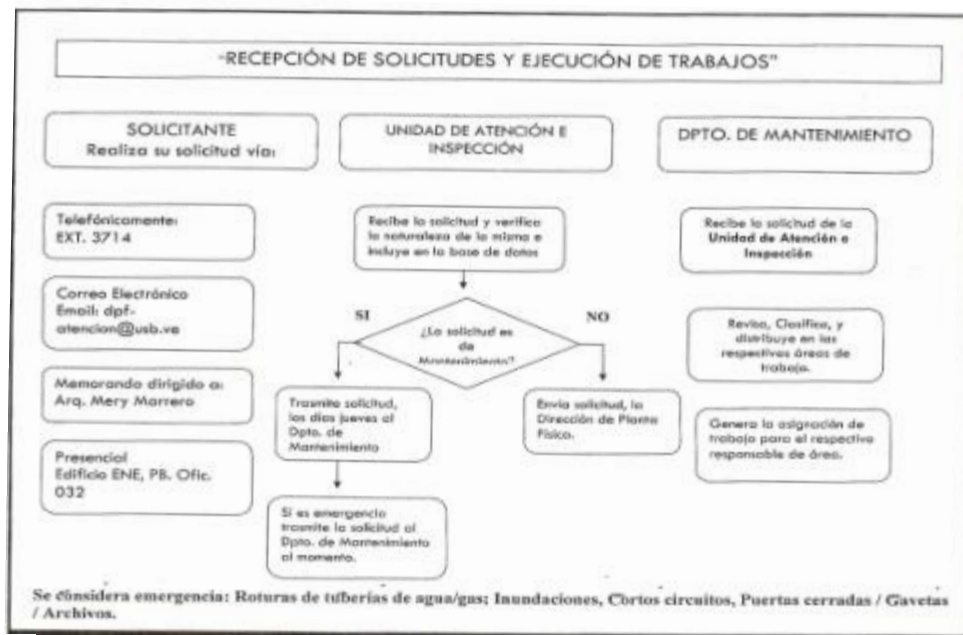 "RECEPCIÓN DE SOLICITUDES Y EJECUCIÓN DE TRABAJOS"
SOLICITANTE
Realiza su solicitud vía:
UNIDAD DE ATENCIÓN E
INSPECCIÓN
DPTO. DE MANTENIMIENTO
Telefónicamente:
EXT. 3714
Correo Electrónico
Email: dpf-
atencion@usb.ve
Memorando dirigido a:
Arq. Mery Marrero
Presencial
Edificio ENE, PB. Ofic.
032
Recibe la solicitud y verifica
la naturaleza de la misma e
incluye en la base de datos
SI
NO
¿La solicitud es
de
Mantenimiento?
Trasmite solicitud,
los días jueves al
Dpto. de
Mantenimiento
Envía solicitud, la
Dirección de Planta
Física.
Si es emergencia
trasmite la solicitud al
Dpto. de Mantenimiento
al momento.
Recibe la solicitud de la
Unidad de Atención e
Inspección
Revisa, Clasifica, y
distribuye en las
respectivas áreas de
trabajo.
Genera la asignación de
trabajo para el respectivo
responsable de área.
Se considera emergencia: Roturas de tuberías de agua/gas; Inundaciones, Cortos circuitos, Puertas cerradas / Gavetas
/ Archivos.